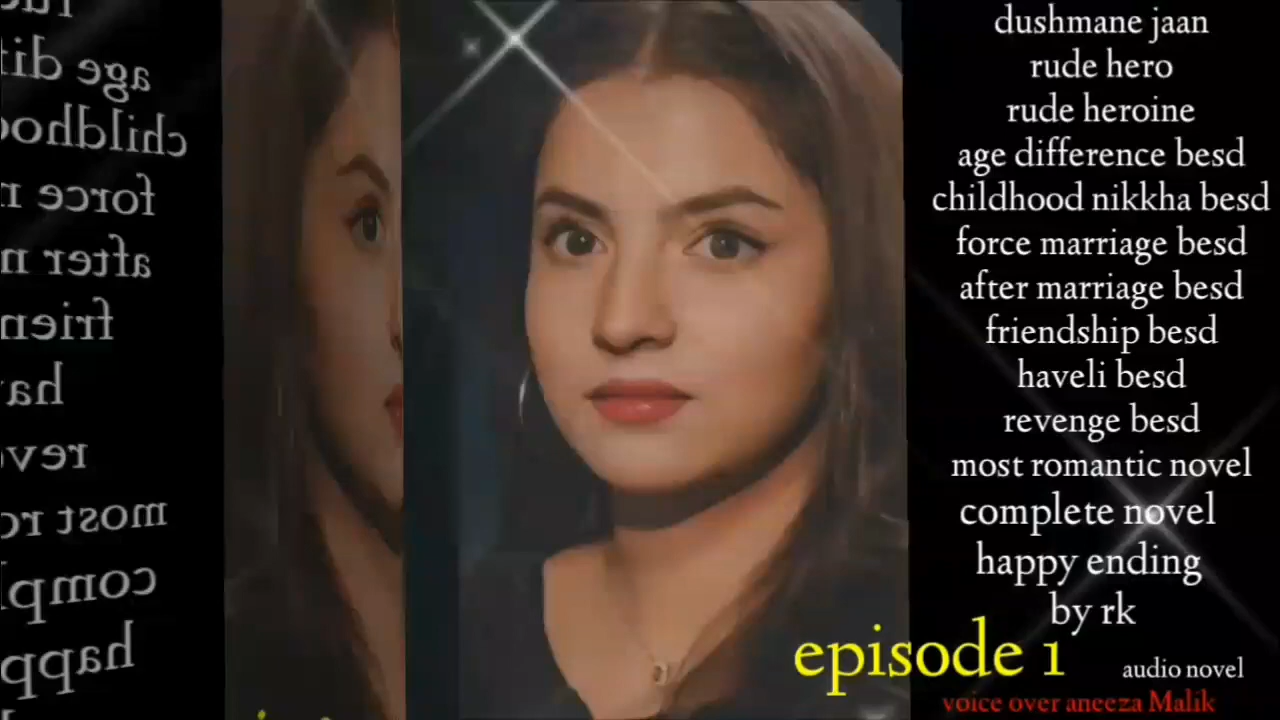 dushmane jaan
rude hero
rude heroine
age difference besd
childhood nikkha besd
force marriage besd
after marriage besd
friendship besd
haveli besd
revenge besd
most romantic novel
complete novel
happy ending
by rk
episode 1
audio novel
voice over aneeza Malik